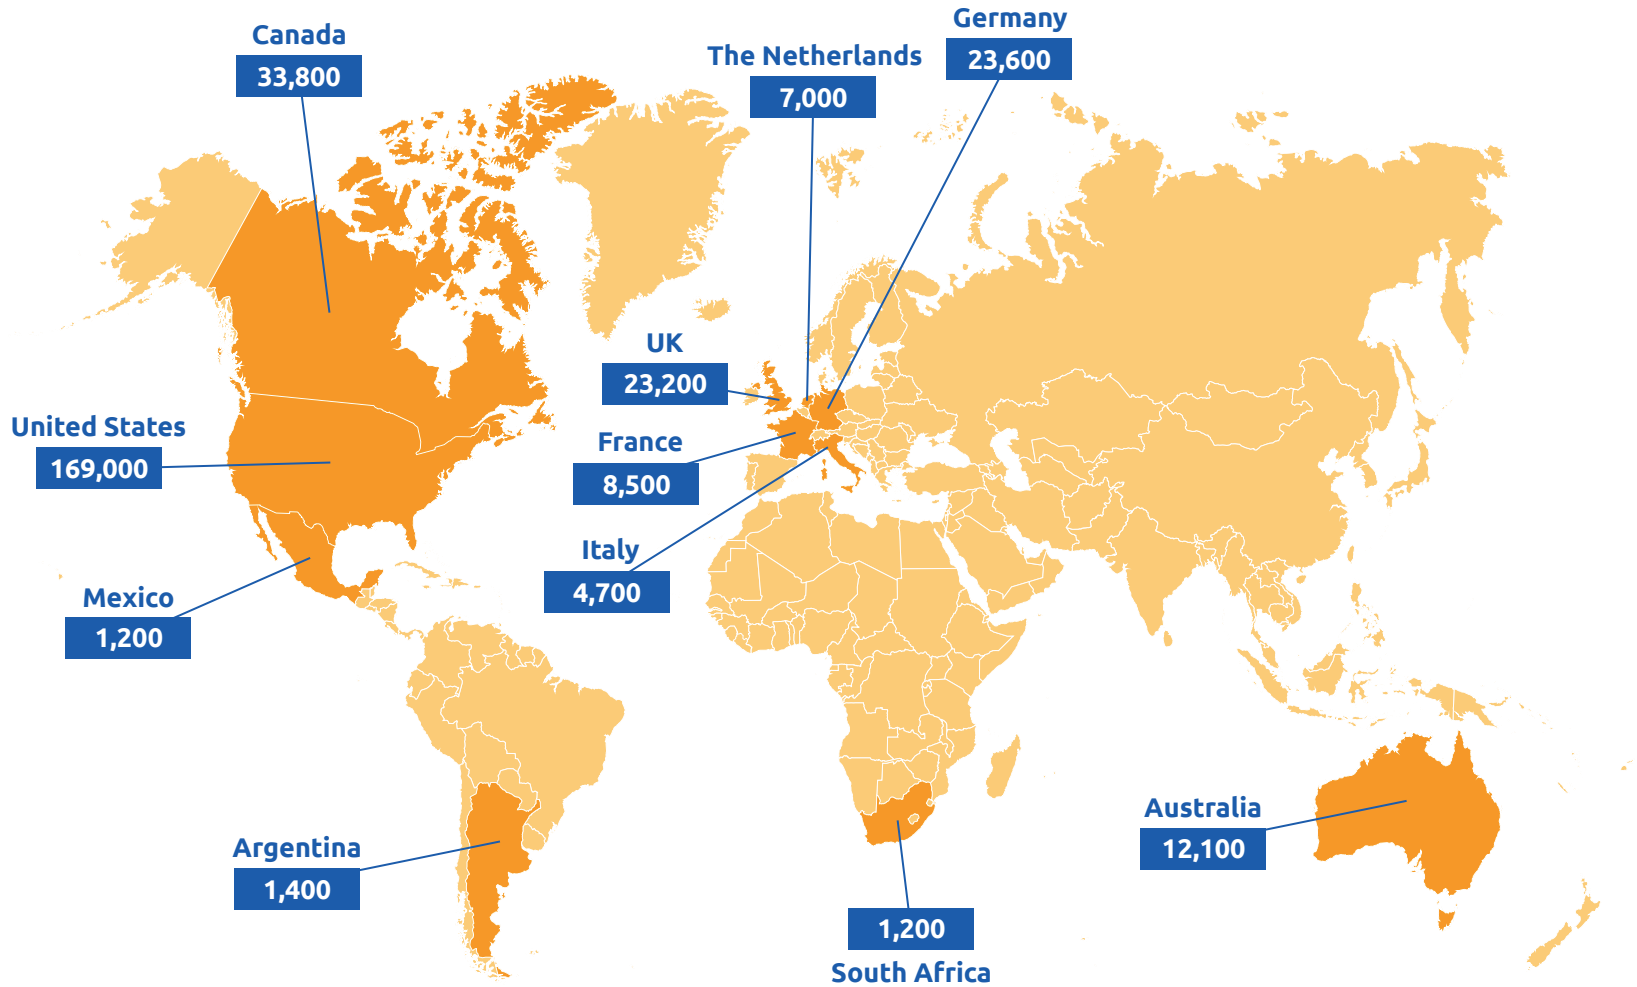 Canada
33,800
The Netherlands
7,000
Germany
23,600
UK
23,200
United States
169,000
France
8,500
Italy
4,700
Mexico
1,200
Argentina
1,400
Australia
12,100
1,200
South Africa